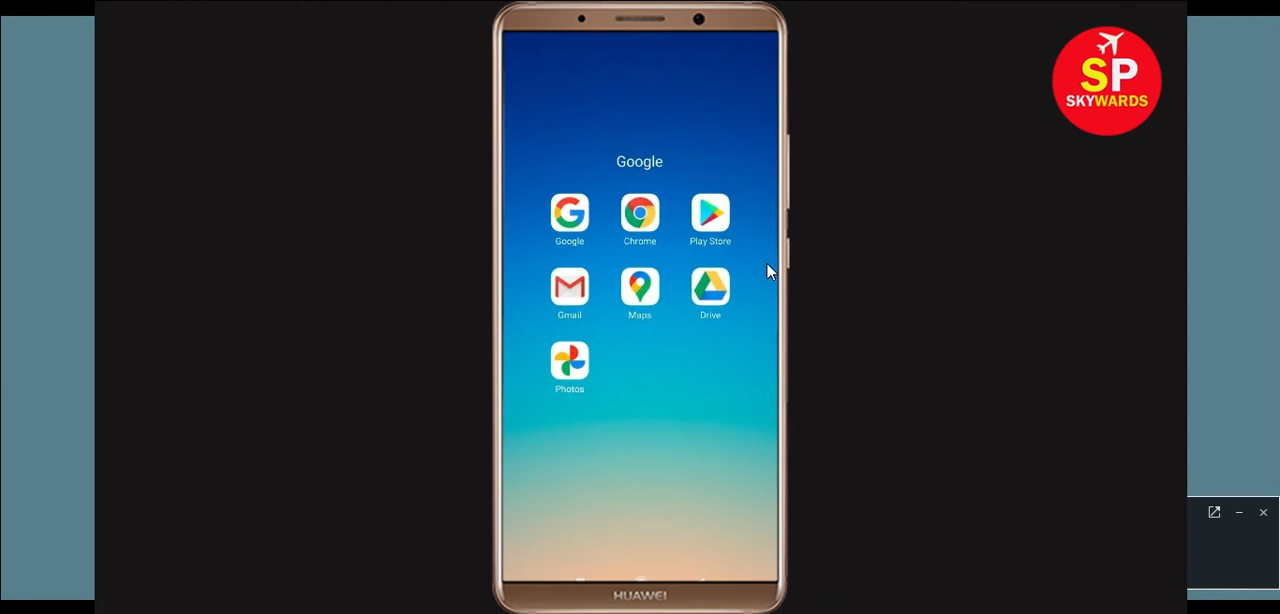 SP
SKYWARDS
Google
Google Chrome Play Store
Gmail Maps Drive
Photos
HUAWEI